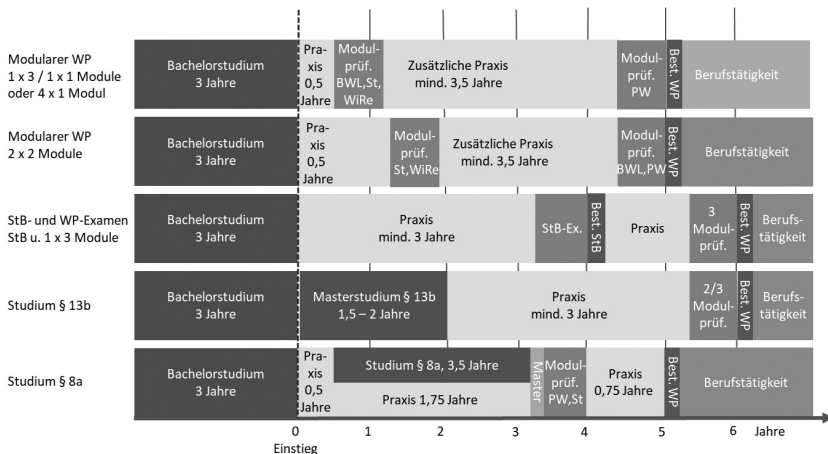 Modularer WP
1 x 3 / 1 x 1 Module
oder 4 x 1 Modul
Bachelorstudium
3 Jahre
Pra-
xis
0,5
Jahre
Modul-
prüf.
BWL,St,
WiRe
Zusätzliche Praxis
mind. 3,5 Jahre
Modul-
prüf.
PW
Best. WP
Berufstätigkeit
Modularer WP
2 x 2 Module
Bachelorstudium
3 Jahre
Pra-
xis
0,5
Jahre
Modul-
prüf.
St,WiRe
Zusätzliche Praxis
mind. 3,5 Jahre
Modul-
prüf.
BWL,PW
Best. WP
Berufstätigkeit
StB- und WP-Examen
StB u. 1 x 3 Module
Bachelorstudium
3 Jahre
Praxis
mind. 3 Jahre
StB-Ex.
Best. StB
Praxis
3
Modul-
prüf.
Best. WP
Berufs-
tätigkeit
Studium § 13b
Bachelorstudium
3 Jahre
Masterstudium § 13b
1,5 – 2 Jahre
Praxis
mind. 3 Jahre
2/3
Modul-
prüf.
Best. WP
Berufs-
tätigkeit
Studium § 8a
Bachelorstudium
3 Jahre
Pra-
xis
0,5
Jahre
Studium § 8a, 3,5 Jahre
Praxis 1,75 Jahre
Master
Modul-
prüf.
PW,St
Praxis
0,75 Jahre
Best. WP
Berufstätigkeit
0 1 2 3 4 5 6 Jahre
Einstieg